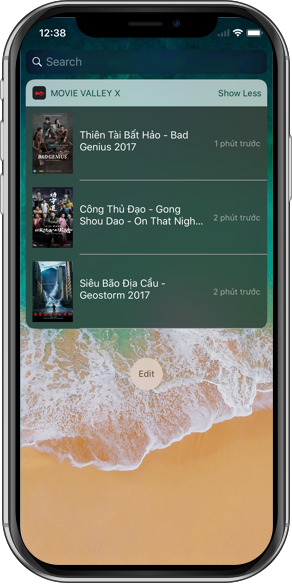 12:38
Search
MOVIE VALLEY X
Show Less
Thiên Tài Bất Hảo - Bad
Genius 2017
1 phút trước
BAD GENIUS
Công Thủ Đạo - Gong
Shou Dao - On That Nigh...
2 phút trước
Siêu Bão Địa Cầu -
Geostorm 2017
2 phút trước
Edit